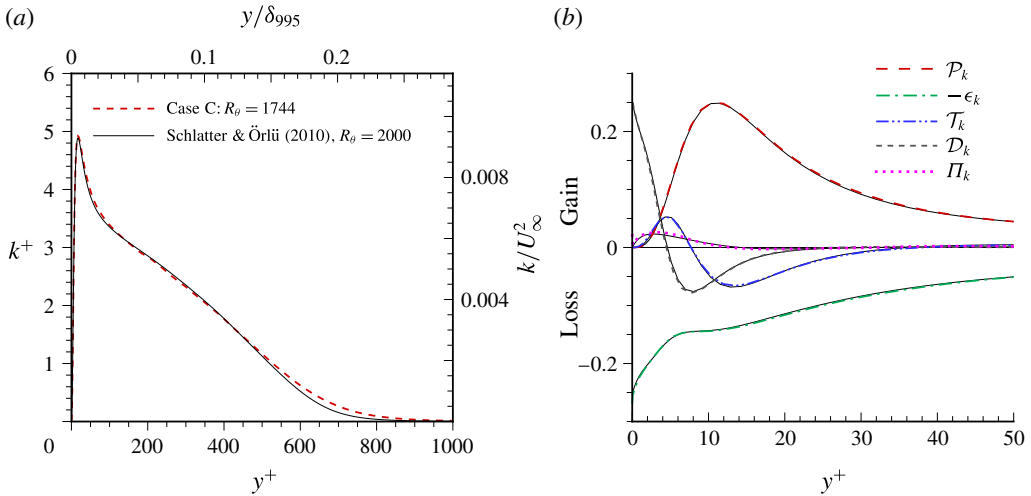 (a)
y/δ995
0 0.1 0.2
6
5
4
k+ 3
2
1
0
Case C: Rθ = 1744
Schlatter & Örlü (2010), Rθ = 2000
0.008
0.004
k/U²∞
200 400 600 800 1000
y+
(b)
0.2
0
−0.2
Gain
Loss
𝒫k
−ϵk
𝒯k
𝒟k
Πk
0 10 20 30 40 50
y+